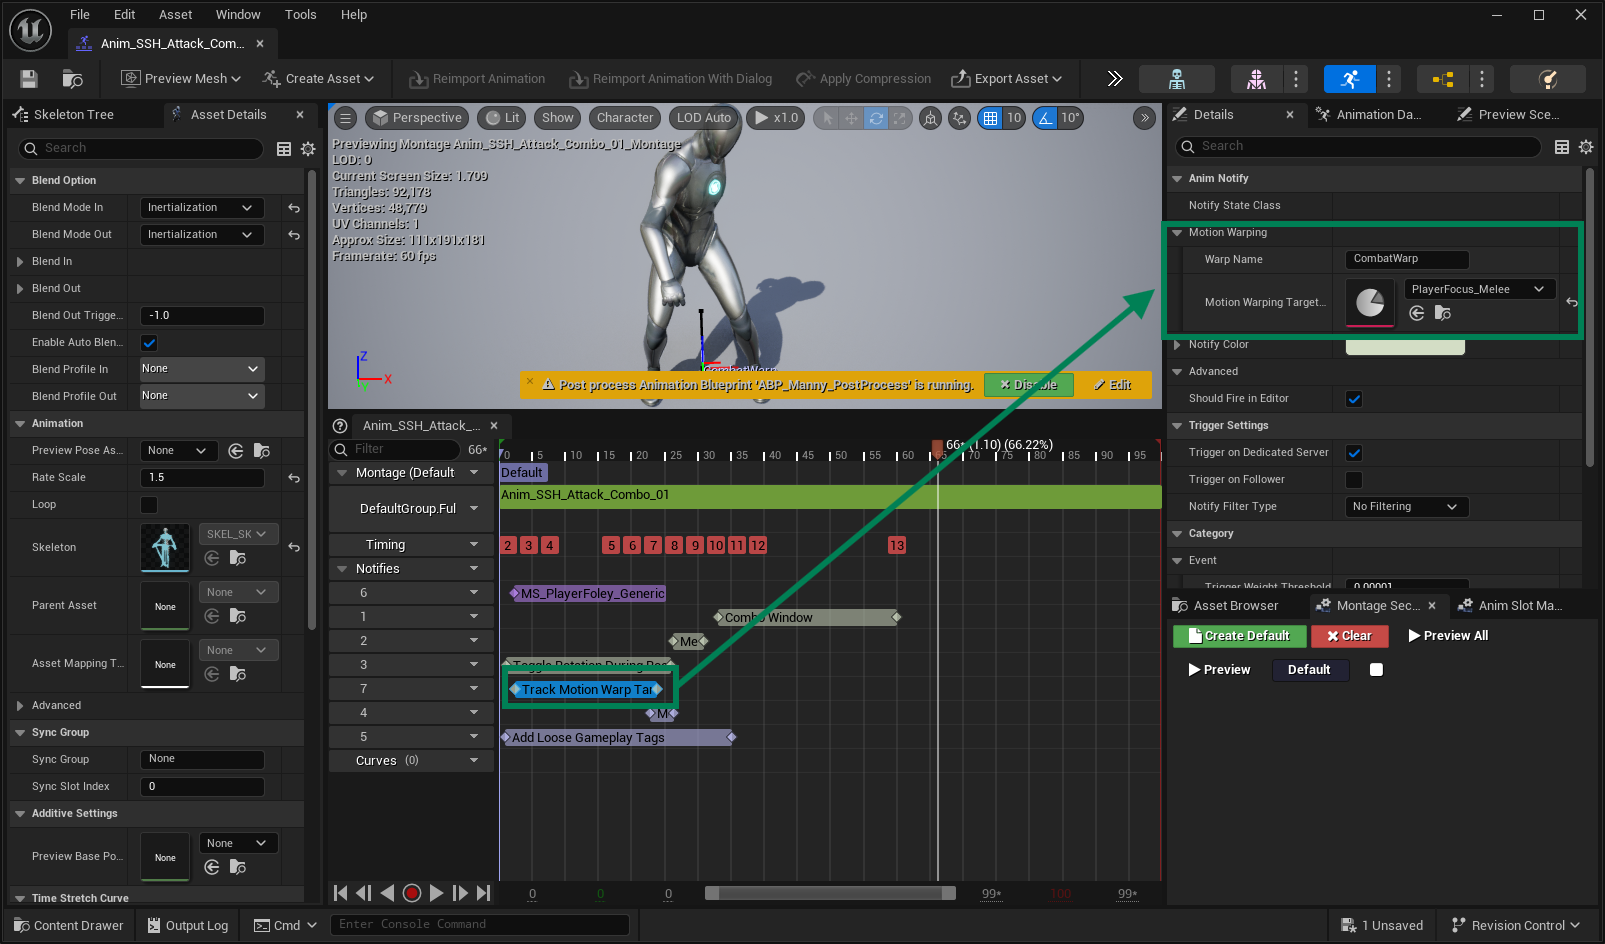 File Edit Asset Window Tools Help
Anim_SSH_Attack_Com...
Preview Mesh Create Asset Reimport Animation Reimport Animation With Dialog Apply Compression Export Asset
Skeleton Tree
Asset Details
Search
Blend Option
Blend Mode In Inertialization
Blend Mode Out Inertialization
Blend In
Blend Out
Blend Out Trigge... -1.0
Enable Auto Blen...
Blend Profile In None
Blend Profile Out None
Animation
Preview Pose As... None
Rate Scale 1.5
Loop
Skeleton SKEL_SK
Parent Asset None None
Asset Mapping T... None None
Advanced
Sync Group
Sync Group None
Sync Slot Index 0
Additive Settings
Preview Base Po... None None
Time Stretch Curve
Perspective Lit Show Character LOD Auto x1.0 10 10°
Previewing Montage Anim_SSH_Attack_Combo_01_Montage
LOD: 0
Current Screen Size: 1.709
Triangles: 92,178
Vertices: 48,779
UV Channels: 1
Approx Size: 111x191x181
Framerate: 60 fps
Z
X
CombatWarp
Post process Animation Blueprint 'ABP_Manny_PostProcess' is running. Disable Edit
Anim_SSH_Attack_...
Filter 66*
66* (1.10) (66.22%)
0 5 10 15 20 25 30 35 40 45 50 55 60 65 70 75 80 85 90 95
Montage (Default Default
Anim_SSH_Attack_Combo_01
DefaultGroup.Ful
Timing 2 3 4 5 6 7 8 9 10 11 12 13
Notifies
6 MS_PlayerFoley_Generic
1 Combo Window
2 Me
3 Toggle Rotation During Roo
7 Track Motion Warp Tar
4 M
5 Add Loose Gameplay Tags
Curves (0)
0 0 0 99* 100 99*
Details
Animation Da...
Preview Sce...
Search
Anim Notify
Notify State Class
Motion Warping
Warp Name CombatWarp
Motion Warping Target... PlayerFocus_Melee
Notify Color
Advanced
Should Fire in Editor
Trigger Settings
Trigger on Dedicated Server
Trigger on Follower
Notify Filter Type No Filtering
Category
Event
Trigger Weight Threshold 0.00001
Asset Browser
Montage Sec...
Anim Slot Ma...
Create Default Clear Preview All
Preview Default
Content Drawer Output Log Cmd Enter Console Command 1 Unsaved Revision Control